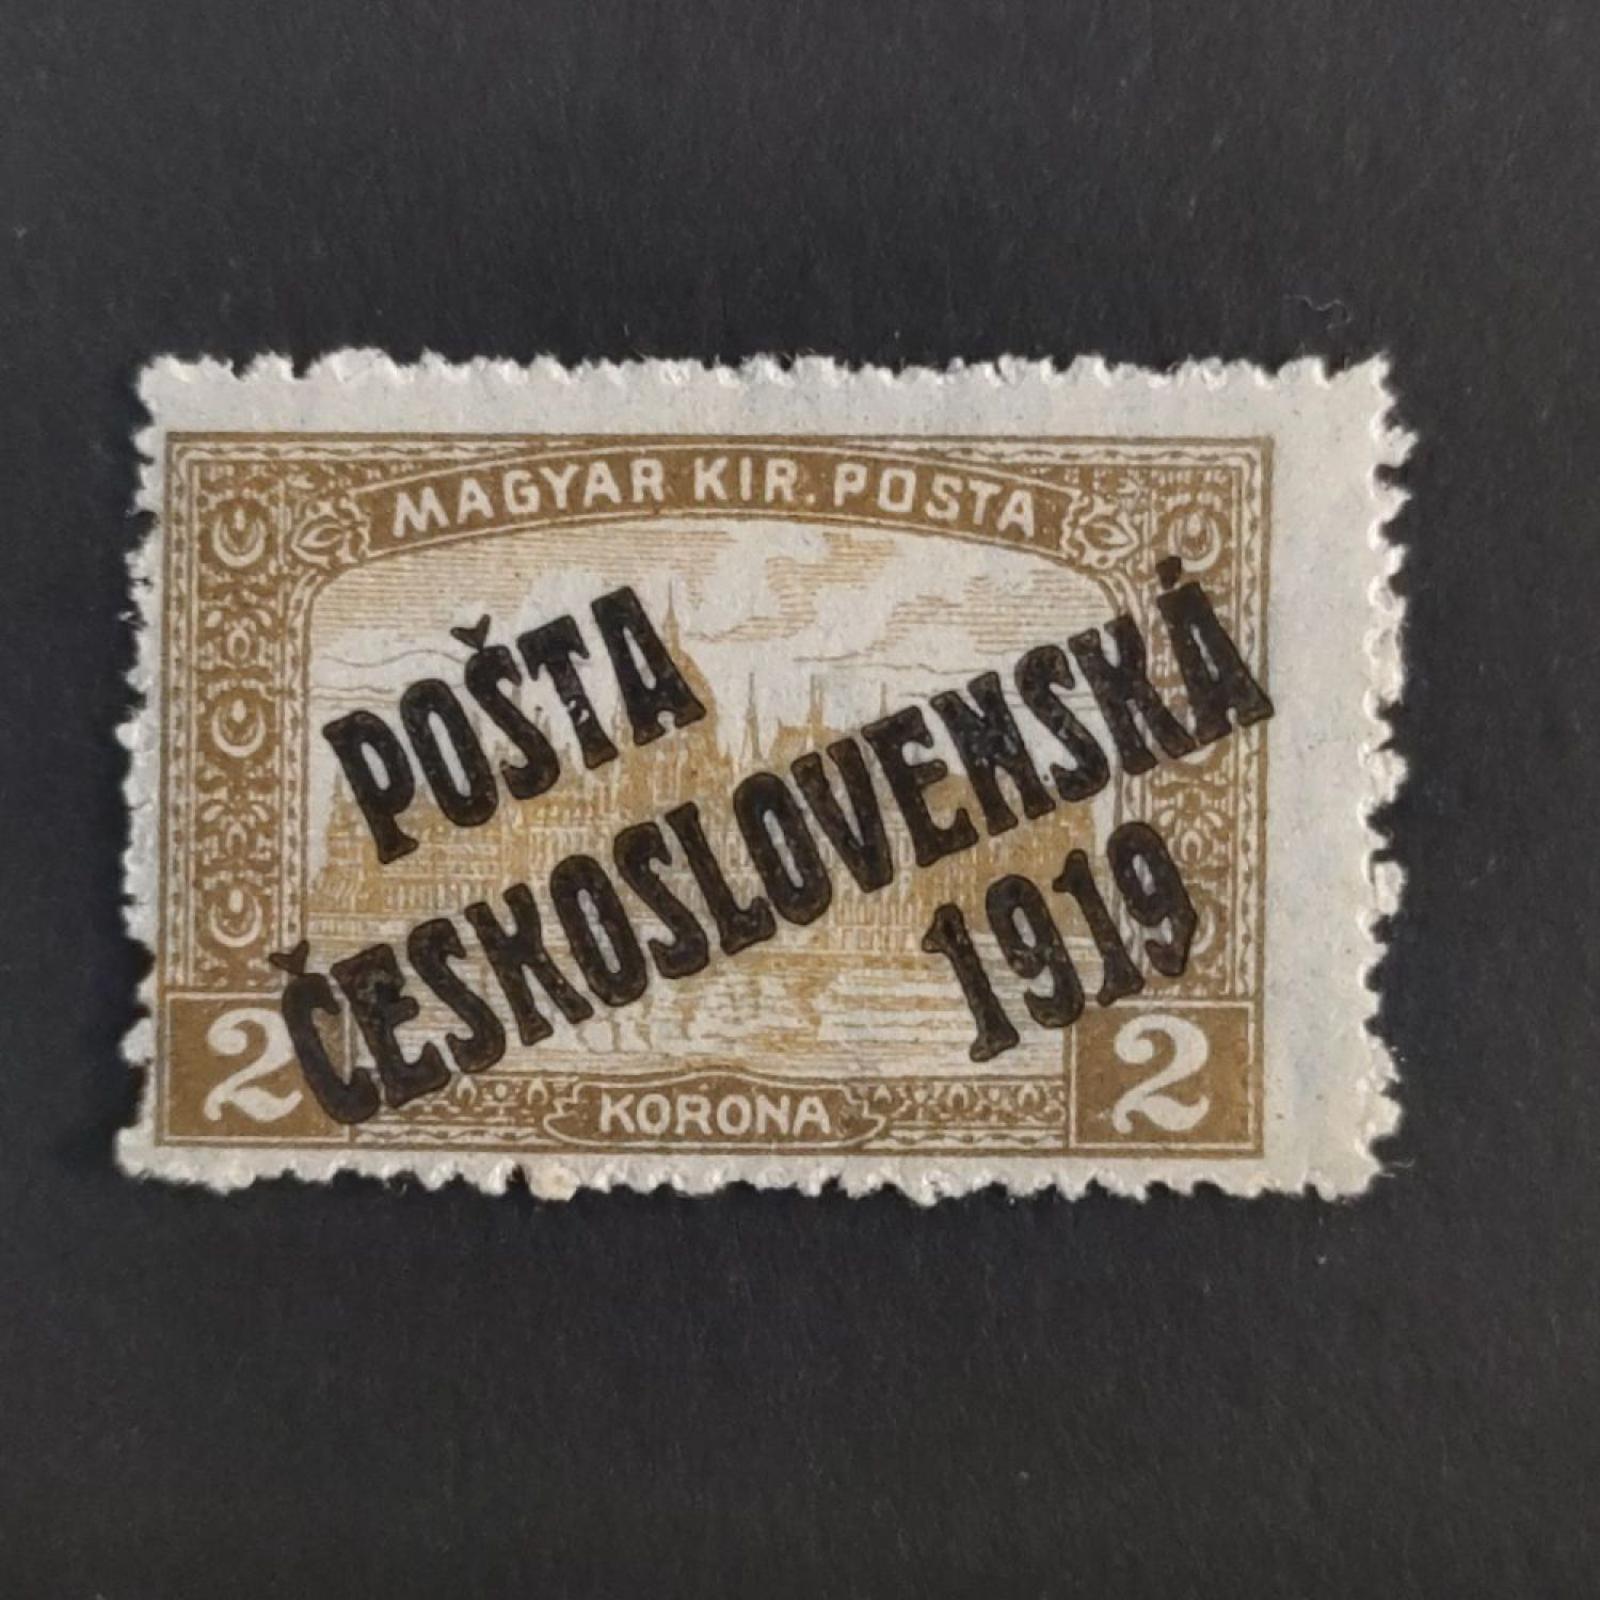 MAGYAR KIR. POSTA
POŠTA
ČESKOSLOVENSKÁ
1919
2 KORONA 2